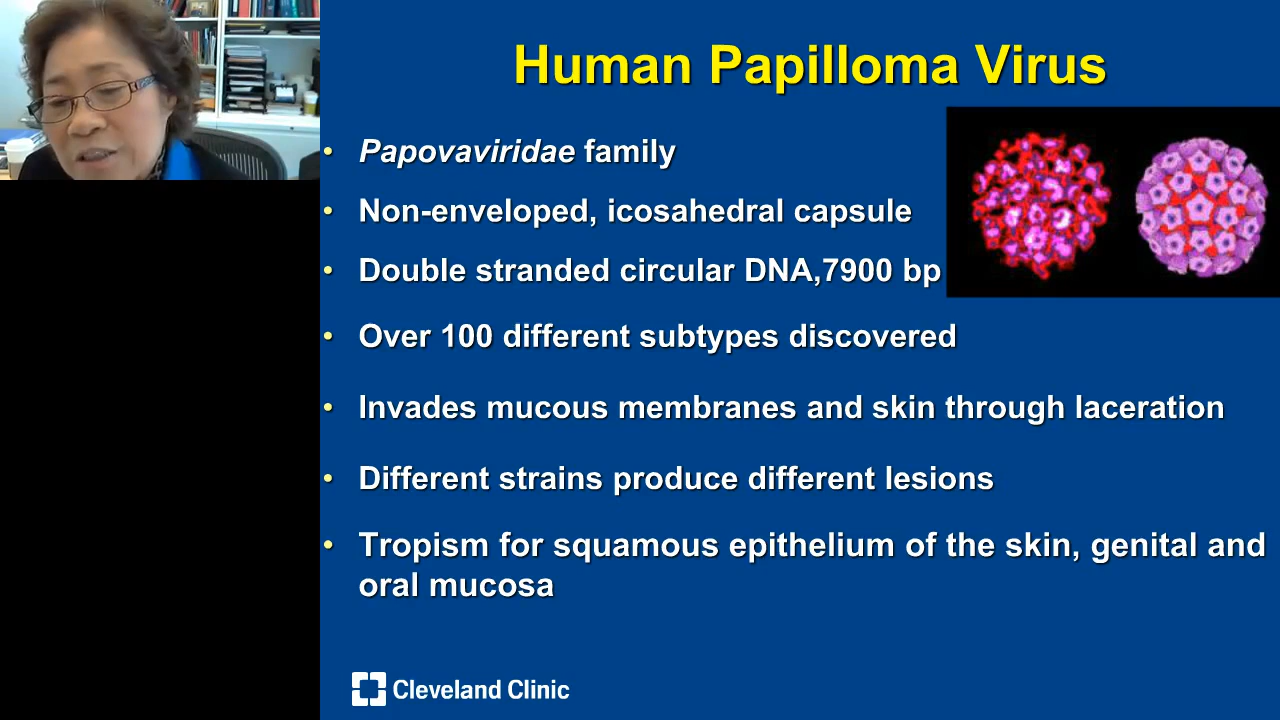 Human Papilloma Virus
• Papovaviridae family
• Non-enveloped, icosahedral capsule
• Double stranded circular DNA,7900 bp
• Over 100 different subtypes discovered
• Invades mucous membranes and skin through laceration
• Different strains produce different lesions
• Tropism for squamous epithelium of the skin, genital and
oral mucosa
Cleveland Clinic